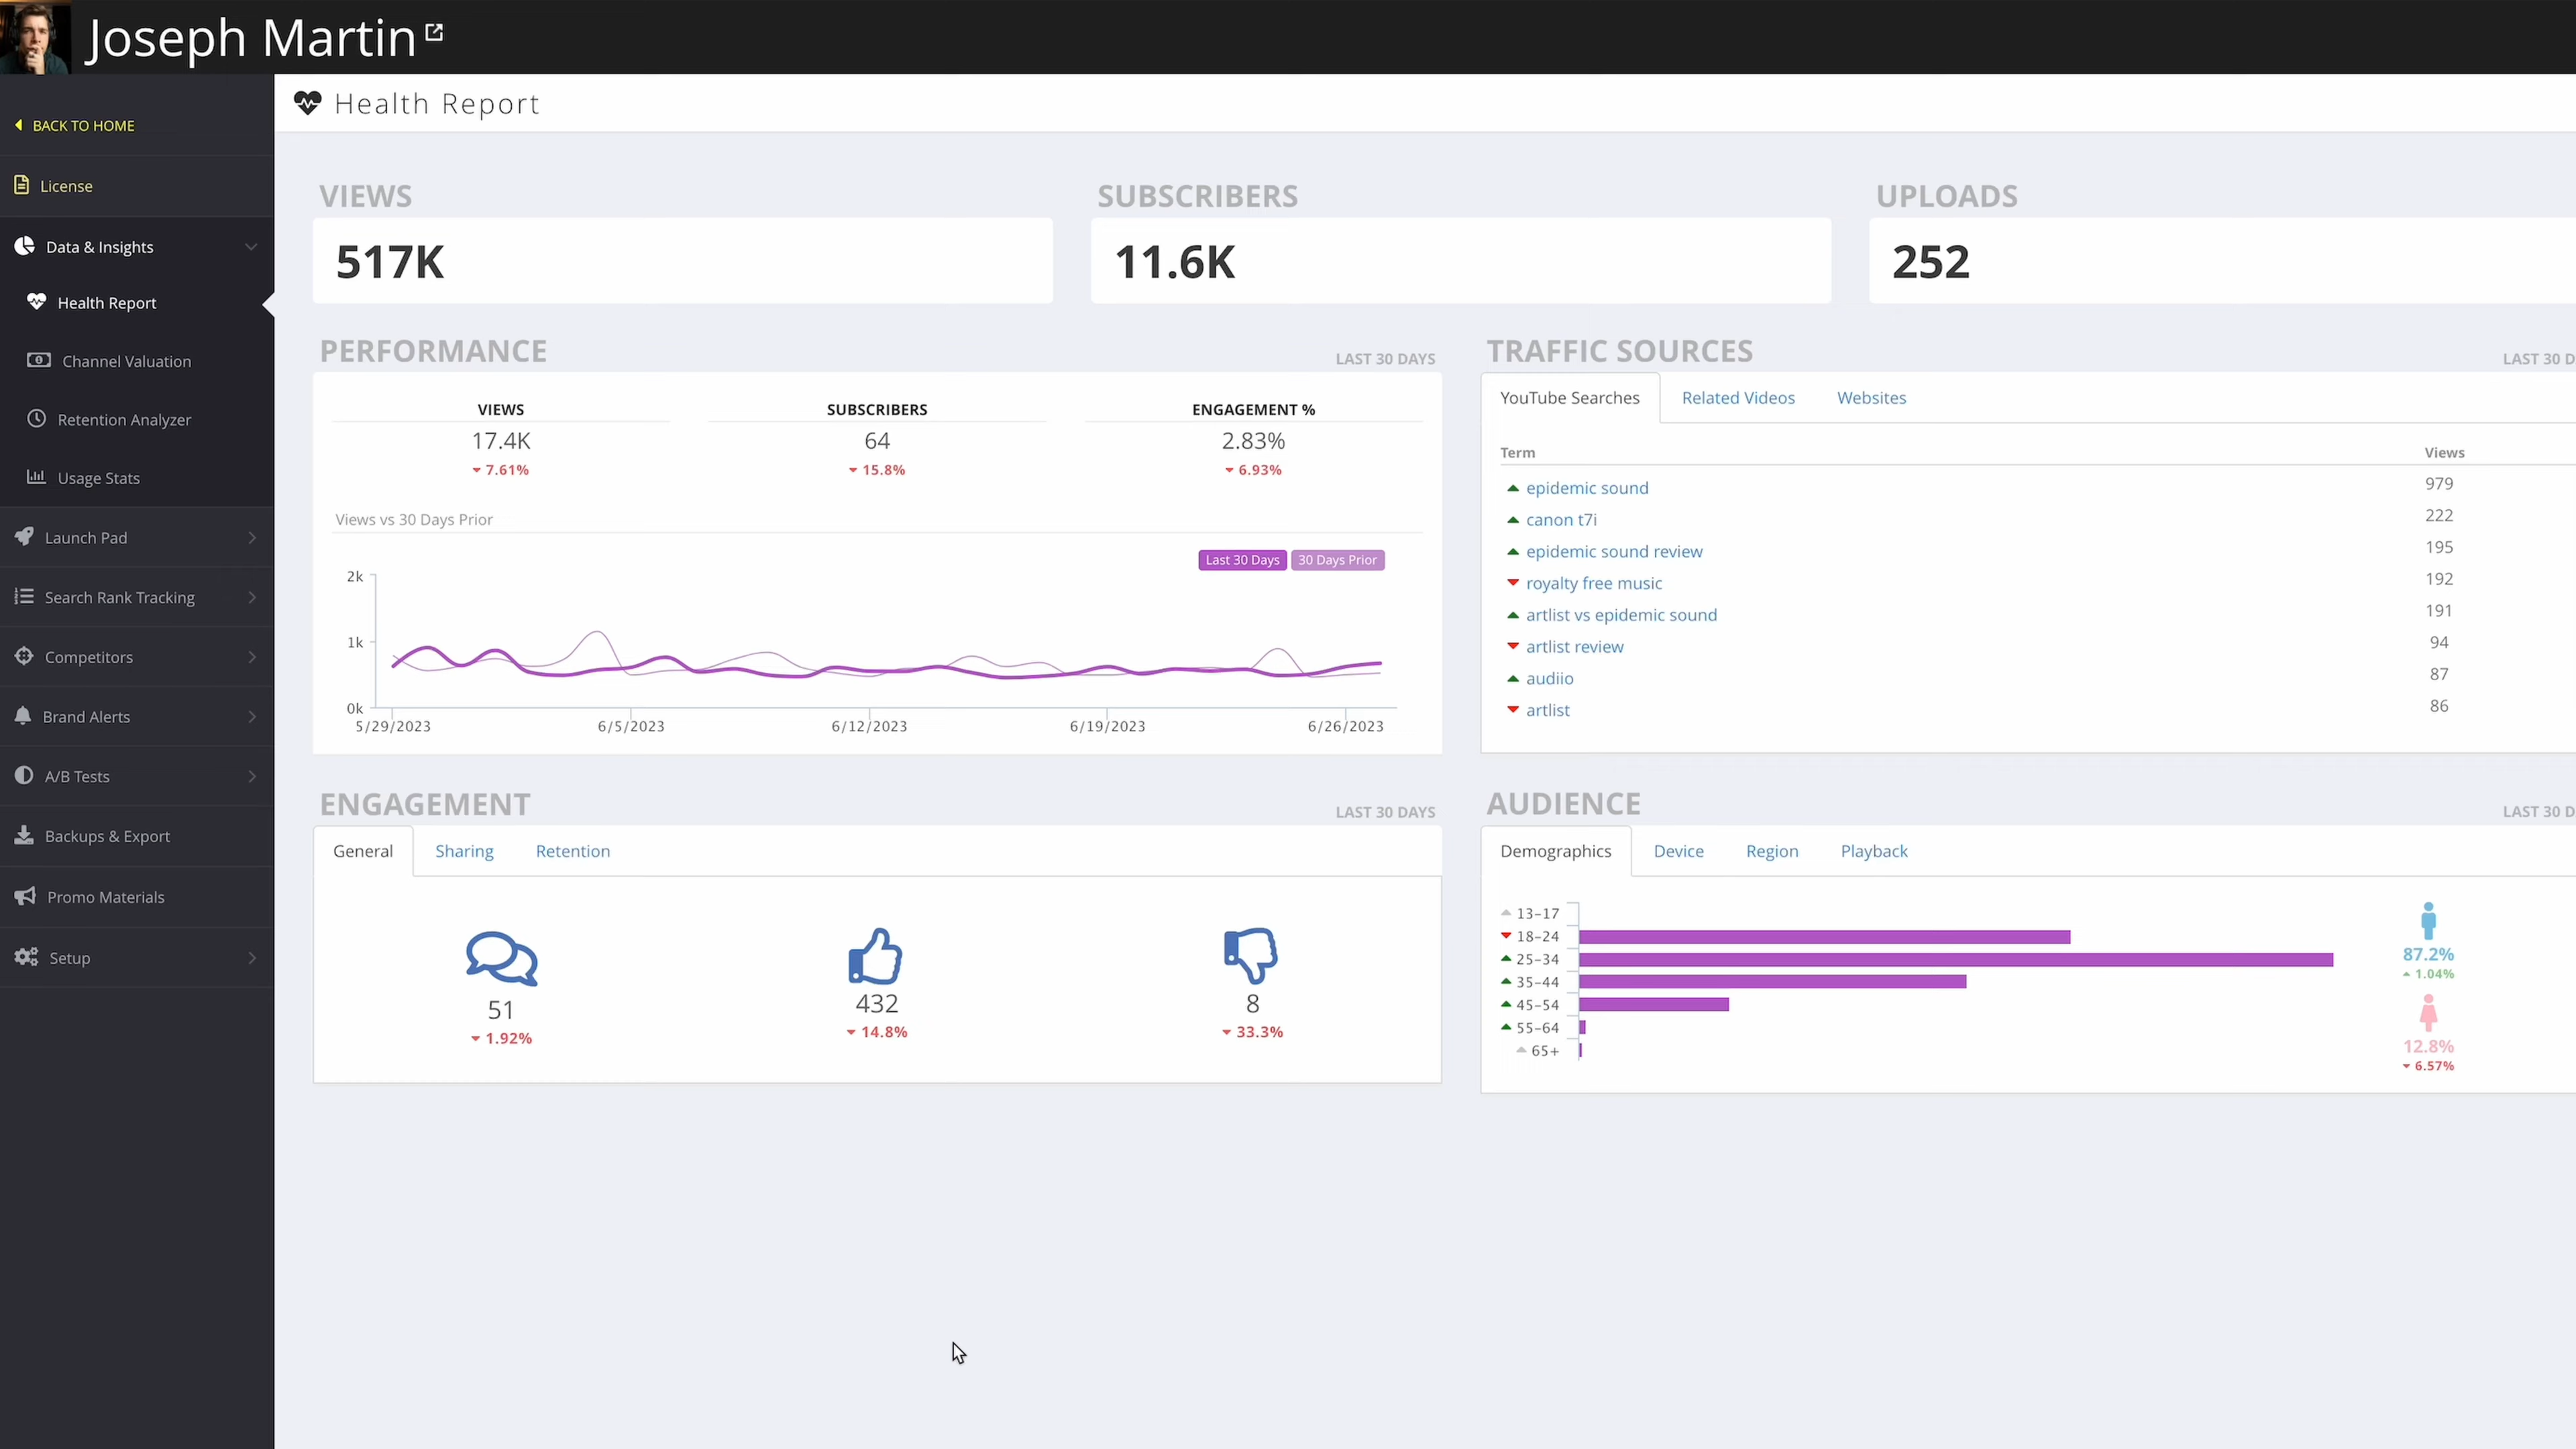 Joseph Martin
BACK TO HOME
License
Data & Insights
Health Report
Channel Valuation
Retention Analyzer
Usage Stats
Launch Pad
Search Rank Tracking
Competitors
Brand Alerts
A/B Tests
Backups & Export
Promo Materials
Setup
Health Report
VIEWS
517K
SUBSCRIBERS
11.6K
UPLOADS
252
PERFORMANCE
LAST 30 DAYS
VIEWS
17.4K
7.61%
SUBSCRIBERS
64
15.8%
ENGAGEMENT %
2.83%
6.93%
Views vs 30 Days Prior
Last 30 Days
30 Days Prior
2k
1k
0k
5/29/2023
6/5/2023
6/12/2023
6/19/2023
6/26/2023
TRAFFIC SOURCES
LAST 30 D
YouTube Searches
Related Videos
Websites
Term Views
epidemic sound 979
canon t7i 222
epidemic sound review 195
royalty free music 192
artlist vs epidemic sound 191
artlist review 94
audiio 87
artlist 86
ENGAGEMENT
LAST 30 DAYS
General
Sharing
Retention
51
1.92%
432
14.8%
8
33.3%
AUDIENCE
LAST 30 D
Demographics
Device
Region
Playback
13-17
18-24
25-34
35-44
45-54
55-64
65+
87.2%
1.04%
12.8%
6.57%